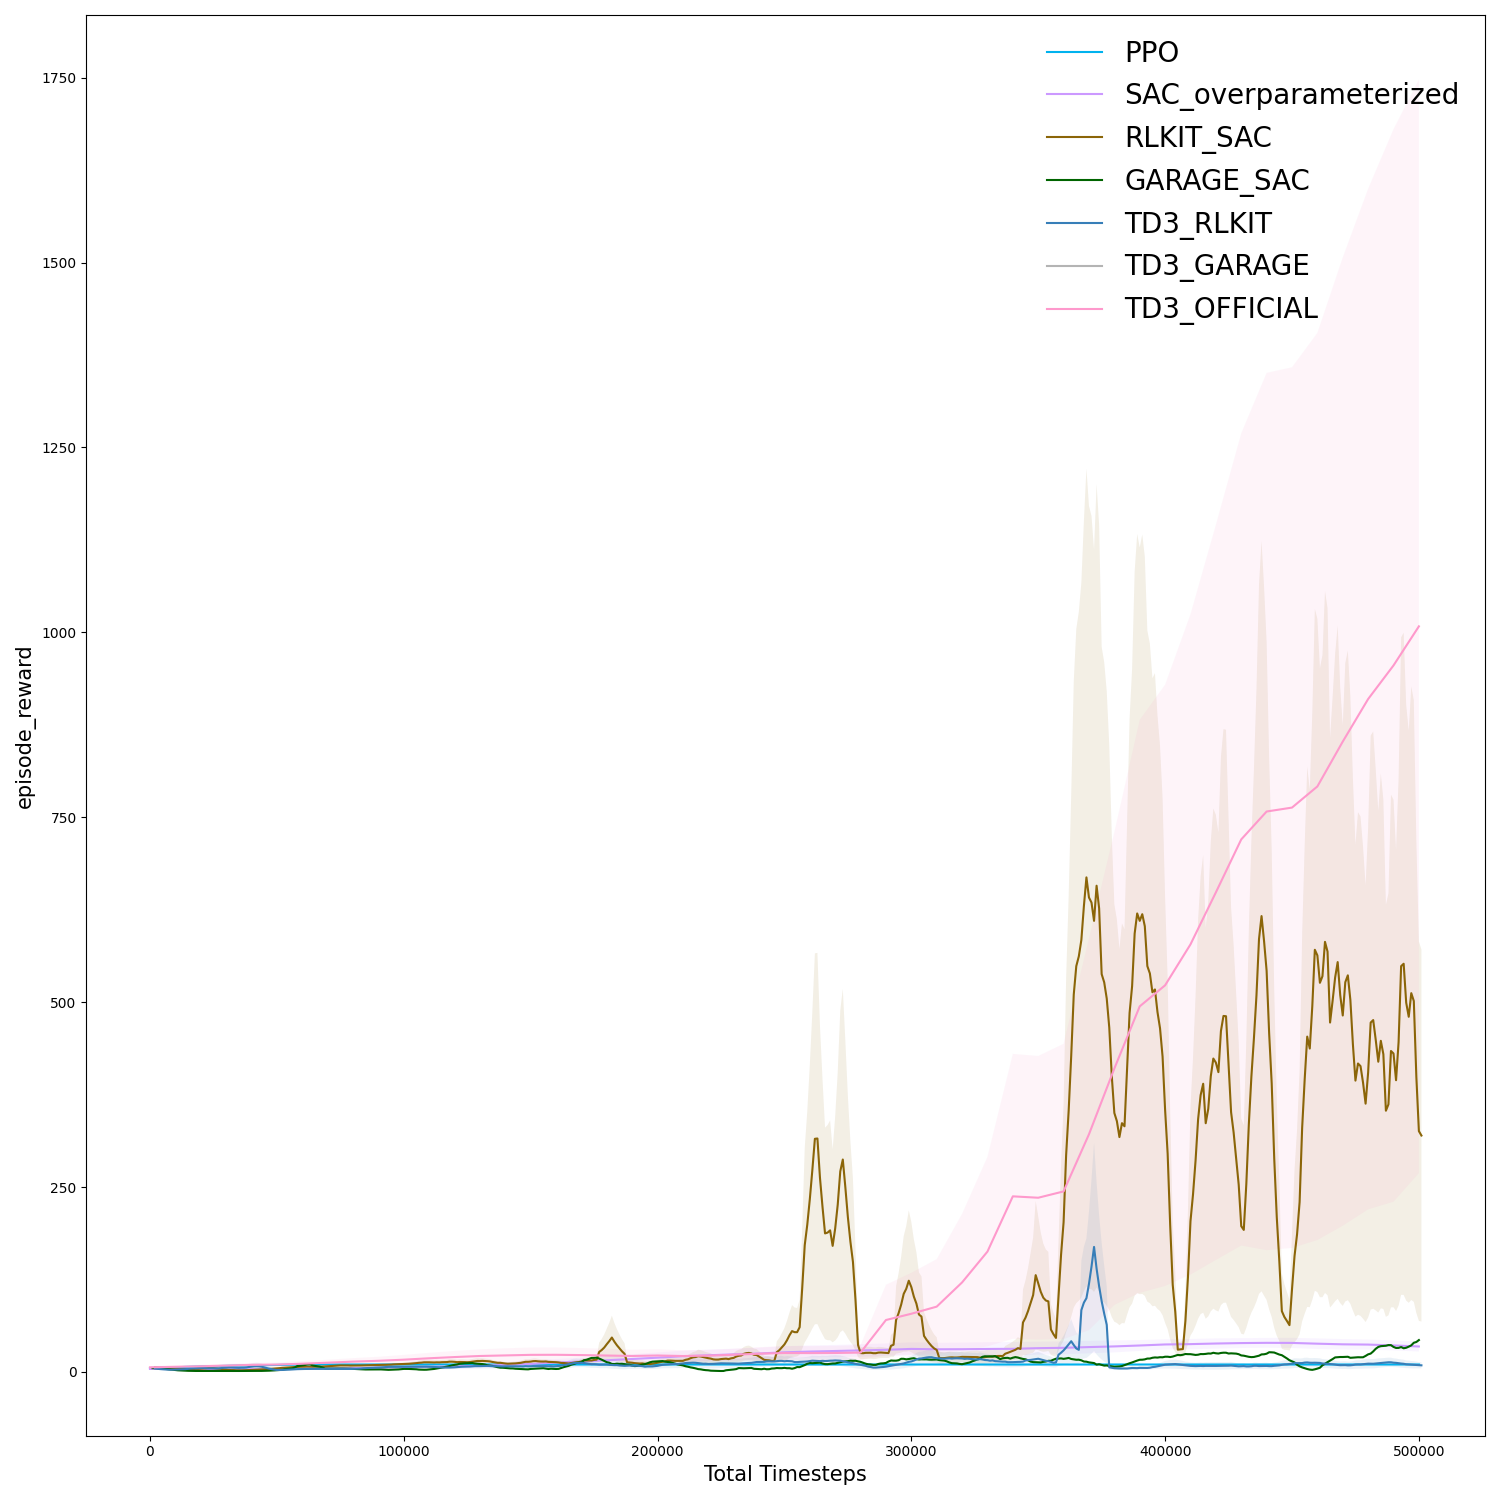 PPO
SAC_overparameterized
RLKIT_SAC
GARAGE_SAC
TD3_RLKIT
TD3_GARAGE
TD3_OFFICIAL
episode_reward
1750
1500
1250
1000
750
500
250
0
0 100000 200000 300000 400000 500000
Total Timesteps